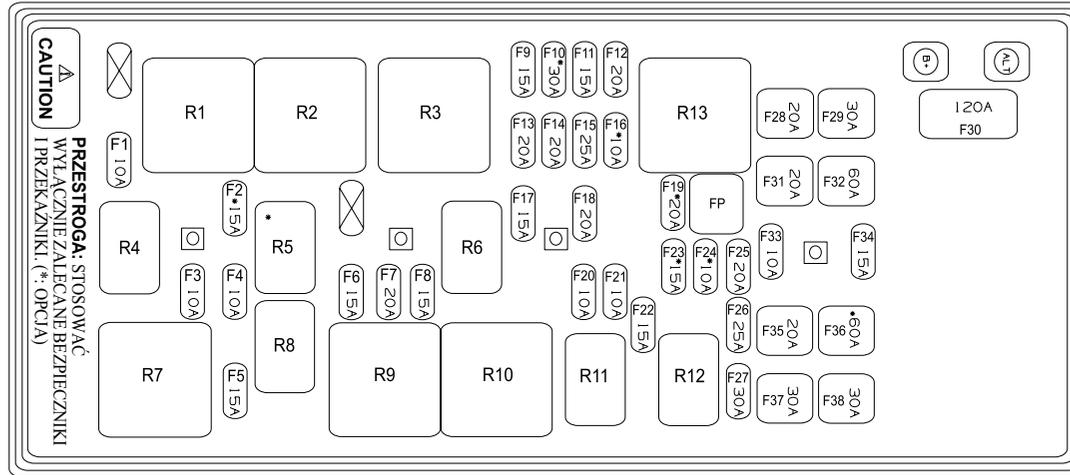 ⚠
CAUTION
PRZESTROGA: STOSOWAĆ
WYŁĄCZNIE ZALECANE BEZPIECZNIKI
I PRZEKAŹNIKI. (*: OPCJA)
F1 10A
R1
R2
R3
F9 15A
F10 *30A
F11 15A
F12 20A
F13 20A
F14 20A
F15 25A
F16 *10A
R13
F28 20A
F29 30A
B+
ALT
120A
F30
F31 20A
F32 60A
F2 *15A
R4
R5 *
R6
F17 15A
F18 20A
F19 *20A
FP
F23 *15A
F24 *10A
F25 20A
F33 10A
F34 15A
F3 10A
F4 10A
F6 15A
F7 20A
F8 15A
F20 10A
F21 10A
F22 15A
F26 25A
F35 20A
F36 *60A
R7
R8
F5 15A
R9
R10
R11
R12
F27 30A
F37 30A
F38 30A